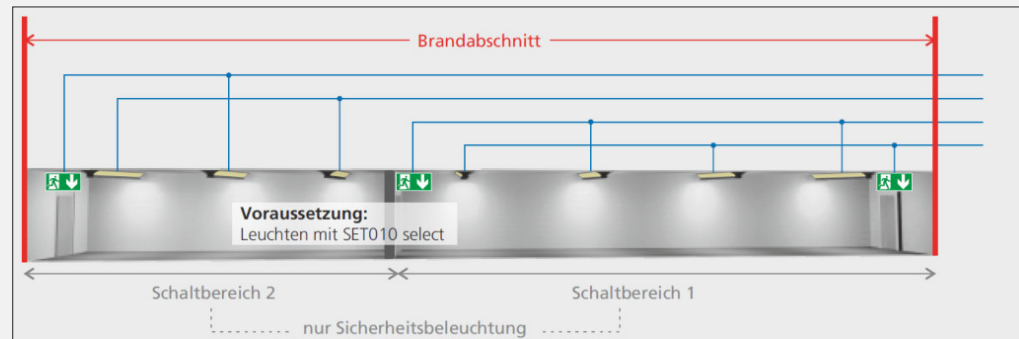 Brandabschnitt
Voraussetzung:
Leuchten mit SET010 select
Schaltbereich 2
Schaltbereich 1
nur Sicherheitsbeleuchtung